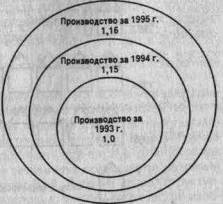 Производство за 1995 г.
1,16
Производство за 1994 г.
1,15
Производство за
1993 г.
1,0